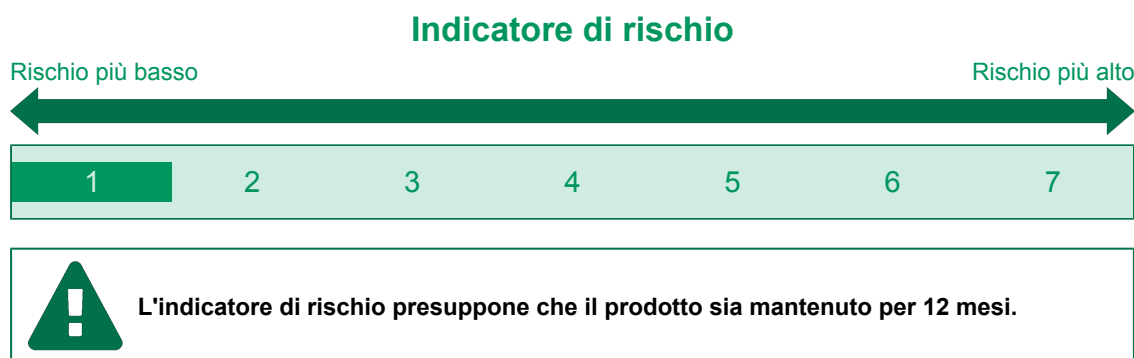 Indicatore di rischio
Rischio più basso Rischio più alto
1 2 3 4 5 6 7
L'indicatore di rischio presuppone che il prodotto sia mantenuto per 12 mesi.